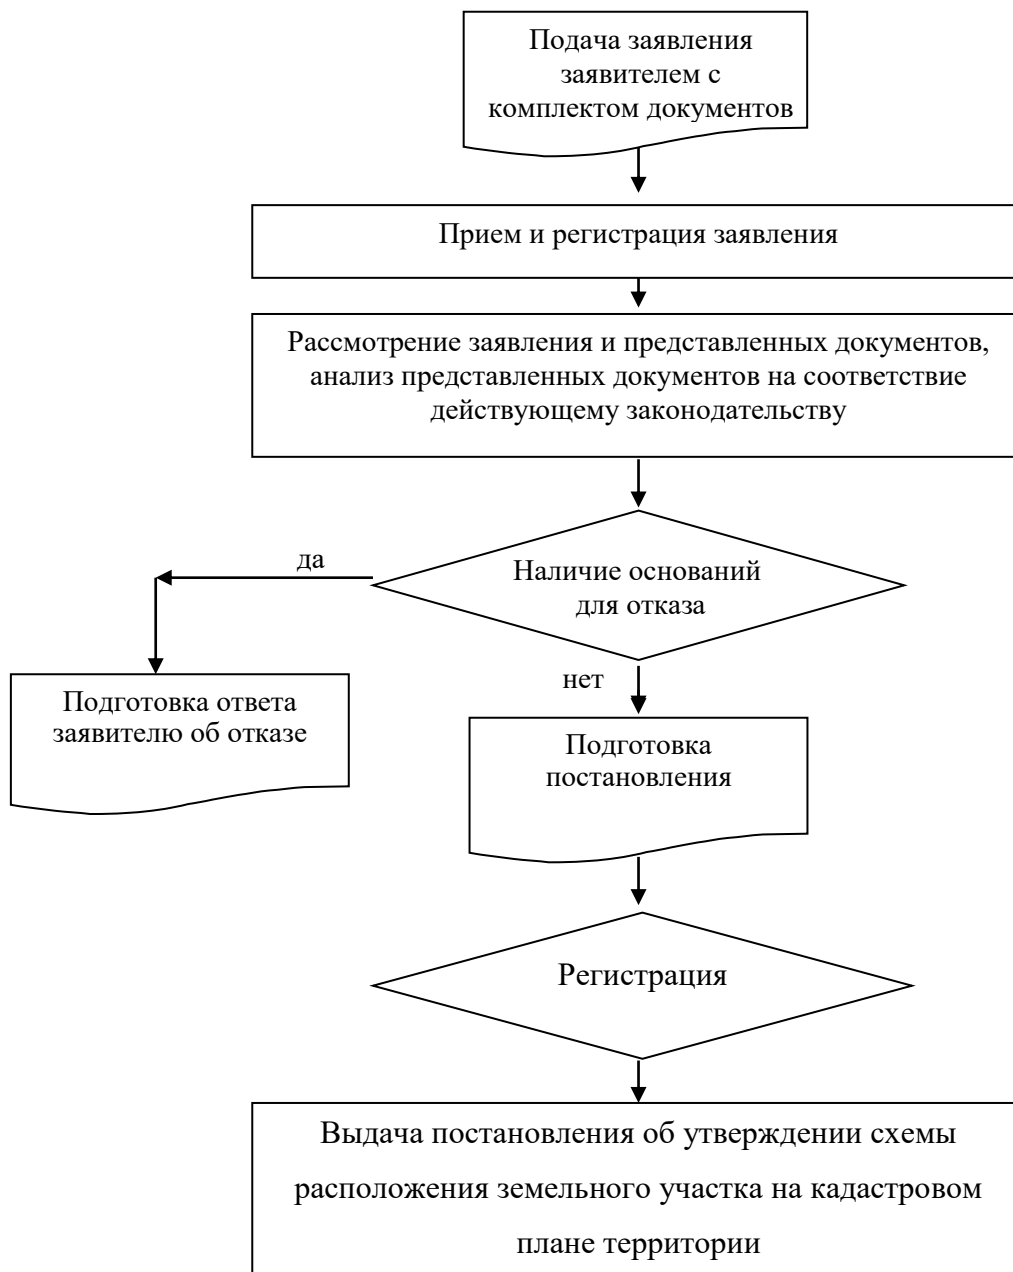 Подача заявления
заявителем с
комплектом документов
Прием и регистрация заявления
Рассмотрение заявления и представленных документов,
анализ представленных документов на соответствие
действующему законодательству
да
Наличие оснований
для отказа
нет
Подготовка ответа
заявителю об отказе
Подготовка
постановления
Регистрация
Выдача постановления об утверждении схемы
расположения земельного участка на кадастровом
плане территории